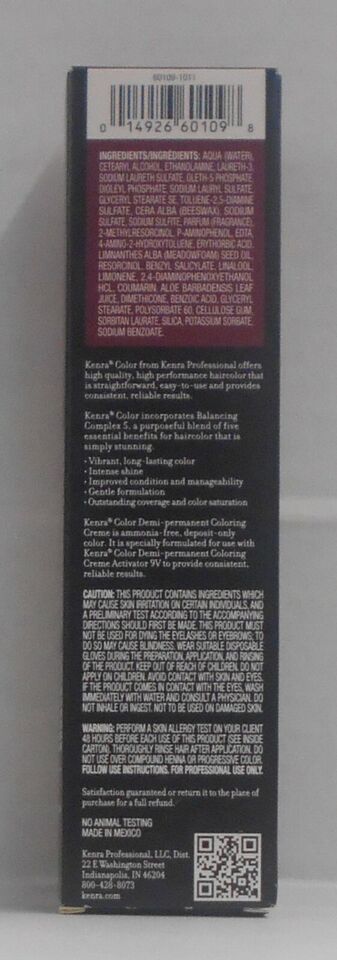 60109-1011
0 14926 60109 8
INGREDIENTS/INGRÉDIENTS: AQUA (WATER),
CETEARYL ALCOHOL, ETHANOLAMINE, LAURETH-3,
SODIUM LAURETH SULFATE, OLETH-5 PHOSPHATE,
DIOLEYL PHOSPHATE, SODIUM LAURYL SULFATE,
GLYCERYL STEARATE SE, TOLUENE-2,5-DIAMINE
SULFATE, CERA ALBA (BEESWAX), SODIUM
SULFATE, SODIUM SULFITE, PARFUM (FRAGRANCE),
2-METHYLRESORCINOL, P-AMINOPHENOL, EDTA,
4-AMINO-2-HYDROXYTOLUENE, ERYTHORBIC ACID,
LIMNANTHES ALBA (MEADOWFOAM) SEED OIL,
RESORCINOL, BENZYL SALICYLATE, LINALOOL,
LIMONENE, 2,4-DIAMINOPHENOXYETHANOL
HCL, COUMARIN, ALOE BARBADENSIS LEAF
JUICE, DIMETHICONE, BENZOIC ACID, GLYCERYL
STEARATE, POLYSORBATE 60, CELLULOSE GUM,
SORBITAN LAURATE, SILICA, POTASSIUM SORBATE,
SODIUM BENZOATE.
Kenra® Color from Kenra Professional offers
high quality, high performance haircolor that
is straightforward, easy-to-use and provides
consistent, reliable results.
Kenra® Color incorporates Balancing
Complex 5, a purposeful blend of five
essential benefits for haircolor that is
simply stunning.
• Vibrant, long-lasting color
• Intense shine
• Improved condition and manageability
• Gentle formulation
• Outstanding coverage and color saturation
Kenra® Color Demi-permanent Coloring
Creme is ammonia-free, deposit-only
color. It is specially formulated for use with
Kenra® Color Demi-permanent Coloring
Creme Activator 9V to provide consistent,
reliable results.
CAUTION: THIS PRODUCT CONTAINS INGREDIENTS WHICH
MAY CAUSE SKIN IRRITATION ON CERTAIN INDIVIDUALS, AND
A PRELIMINARY TEST ACCORDING TO THE ACCOMPANYING
DIRECTIONS SHOULD FIRST BE MADE. THIS PRODUCT MUST
NOT BE USED FOR DYING THE EYELASHES OR EYEBROWS; TO
DO SO MAY CAUSE BLINDNESS. WEAR SUITABLE DISPOSABLE
GLOVES DURING THE PREPARATION, APPLICATION, AND RINSING
OF THE PRODUCT. KEEP OUT OF REACH OF CHILDREN. DO NOT
APPLY ON CHILDREN. AVOID CONTACT WITH SKIN AND EYES.
IF THE PRODUCT COMES IN CONTACT WITH THE EYES, WASH
IMMEDIATELY WITH WATER AND CONSULT A PHYSICIAN. DO
NOT INHALE OR INGEST. NOT TO BE USED ON DAMAGED SKIN.
WARNING: PERFORM A SKIN ALLERGY TEST ON YOUR CLIENT
48 HOURS BEFORE EACH USE OF THIS PRODUCT (SEE INSIDE
CARTON). THOROUGHLY RINSE HAIR AFTER APPLICATION. DO
NOT USE OVER COMPOUND HENNA OR PROGRESSIVE COLOR.
FOLLOW USE INSTRUCTIONS. FOR PROFESSIONAL USE ONLY.
Satisfaction guaranteed or return it to the place of
purchase for a full refund.
NO ANIMAL TESTING
MADE IN MEXICO
Kenra Professional, LLC, Dist.
22 E Washington Street
Indianapolis, IN 46204
800-428-8073
kenra.com